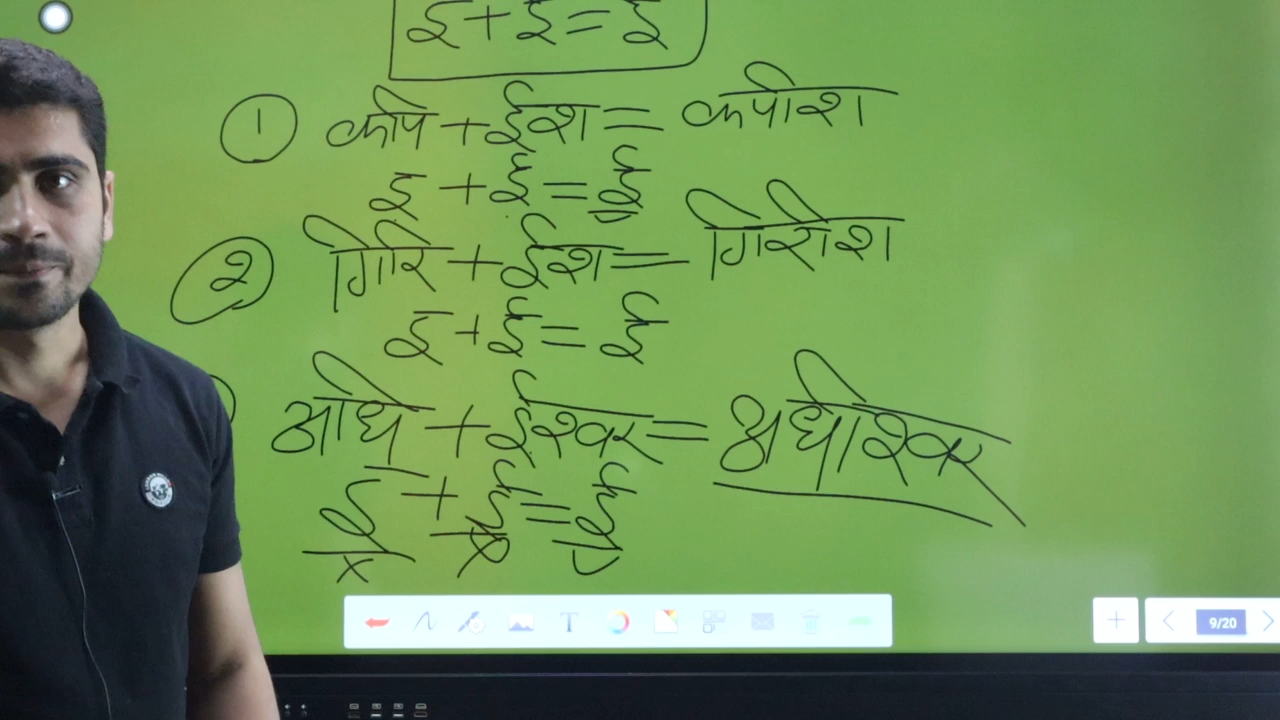 इ + ई = ई
1 कपि + ईश = कपीश
इ + ई = ई
2 गिरि + ईश = गिरीश
इ + ई = ई
अधि + ईश्वर = अधीश्वर
इ + ई = ई
T
9/20